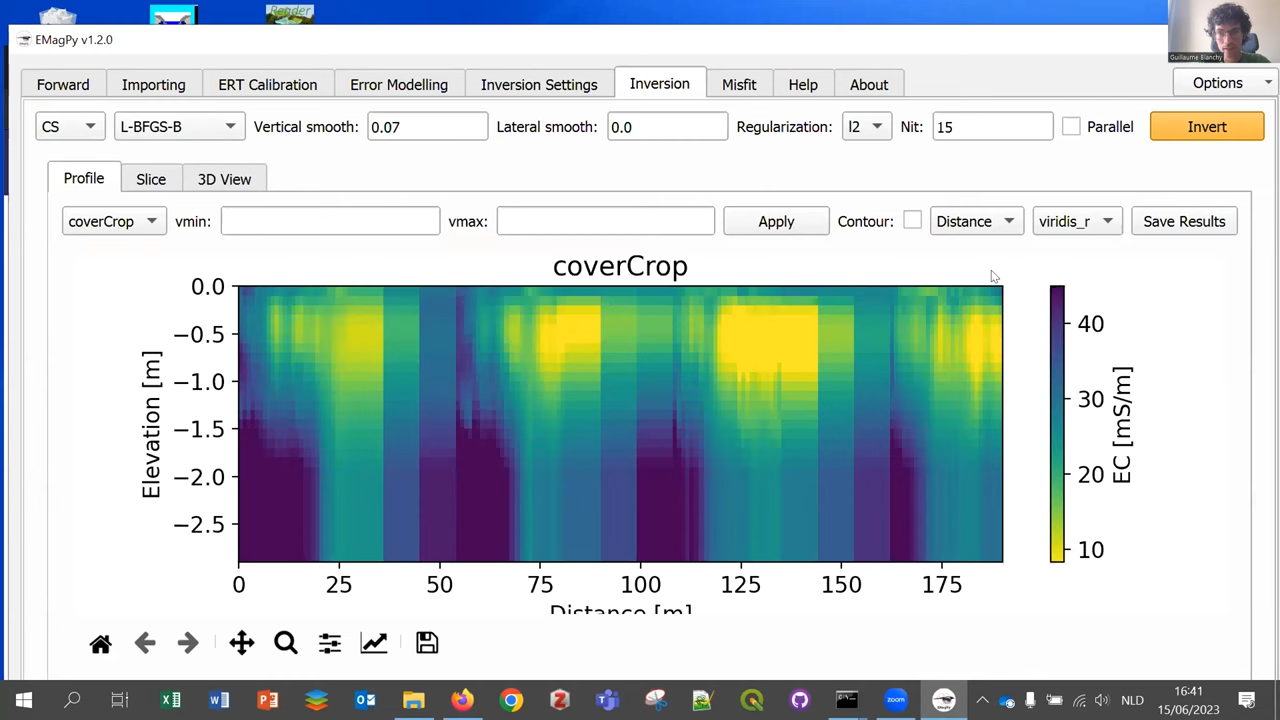 Reader
EMagPy v1.2.0
Guillaume Blanchy
Forward Importing ERT Calibration Error Modelling Inversion Settings Inversion Misfit Help About Options
CS L-BFGS-B Vertical smooth: 0.07 Lateral smooth: 0.0 Regularization: l2 Nit: 15 Parallel Invert
Profile Slice 3D View
coverCrop vmin: vmax: Apply Contour: Distance viridis_r Save Results
coverCrop
0.0
−0.5
−1.0
−1.5
−2.0
−2.5
Elevation [m]
0 25 50 75 100 125 150 175
Distance [m]
40
30
20
10
EC [mS/m]
NLD
16:41
15/06/2023